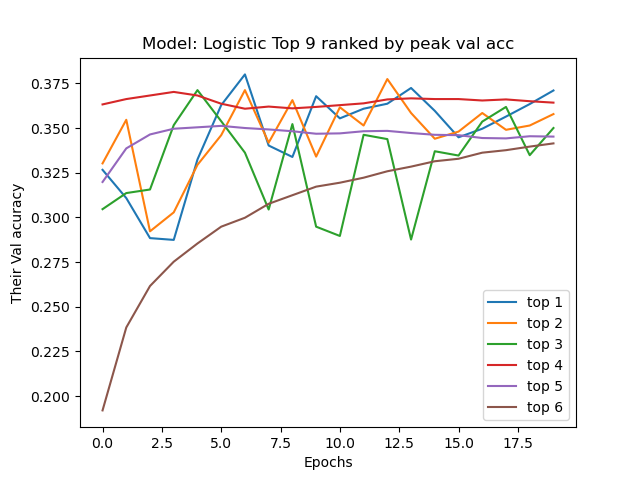 Model: Logistic Top 9 ranked by peak val acc
Their Val acuracy
0.375
0.350
0.325
0.300
0.275
0.250
0.225
0.200
0.0 2.5 5.0 7.5 10.0 12.5 15.0 17.5
Epochs
top 1
top 2
top 3
top 4
top 5
top 6